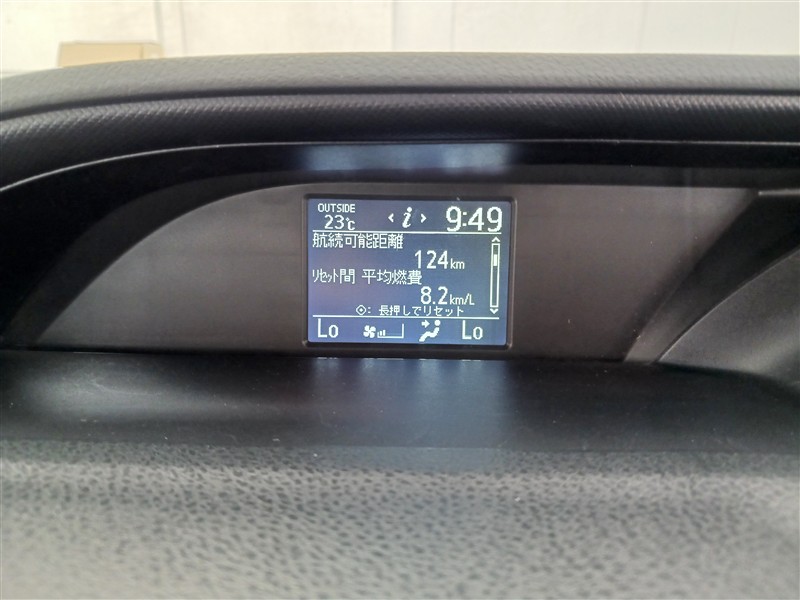 OUTSIDE
23℃
‹ i › 9:49
航続可能距離
124km
ﾘｾｯﾄ間 平均燃費
8.2km/L
◎: 長押しでリセット
Lo Lo